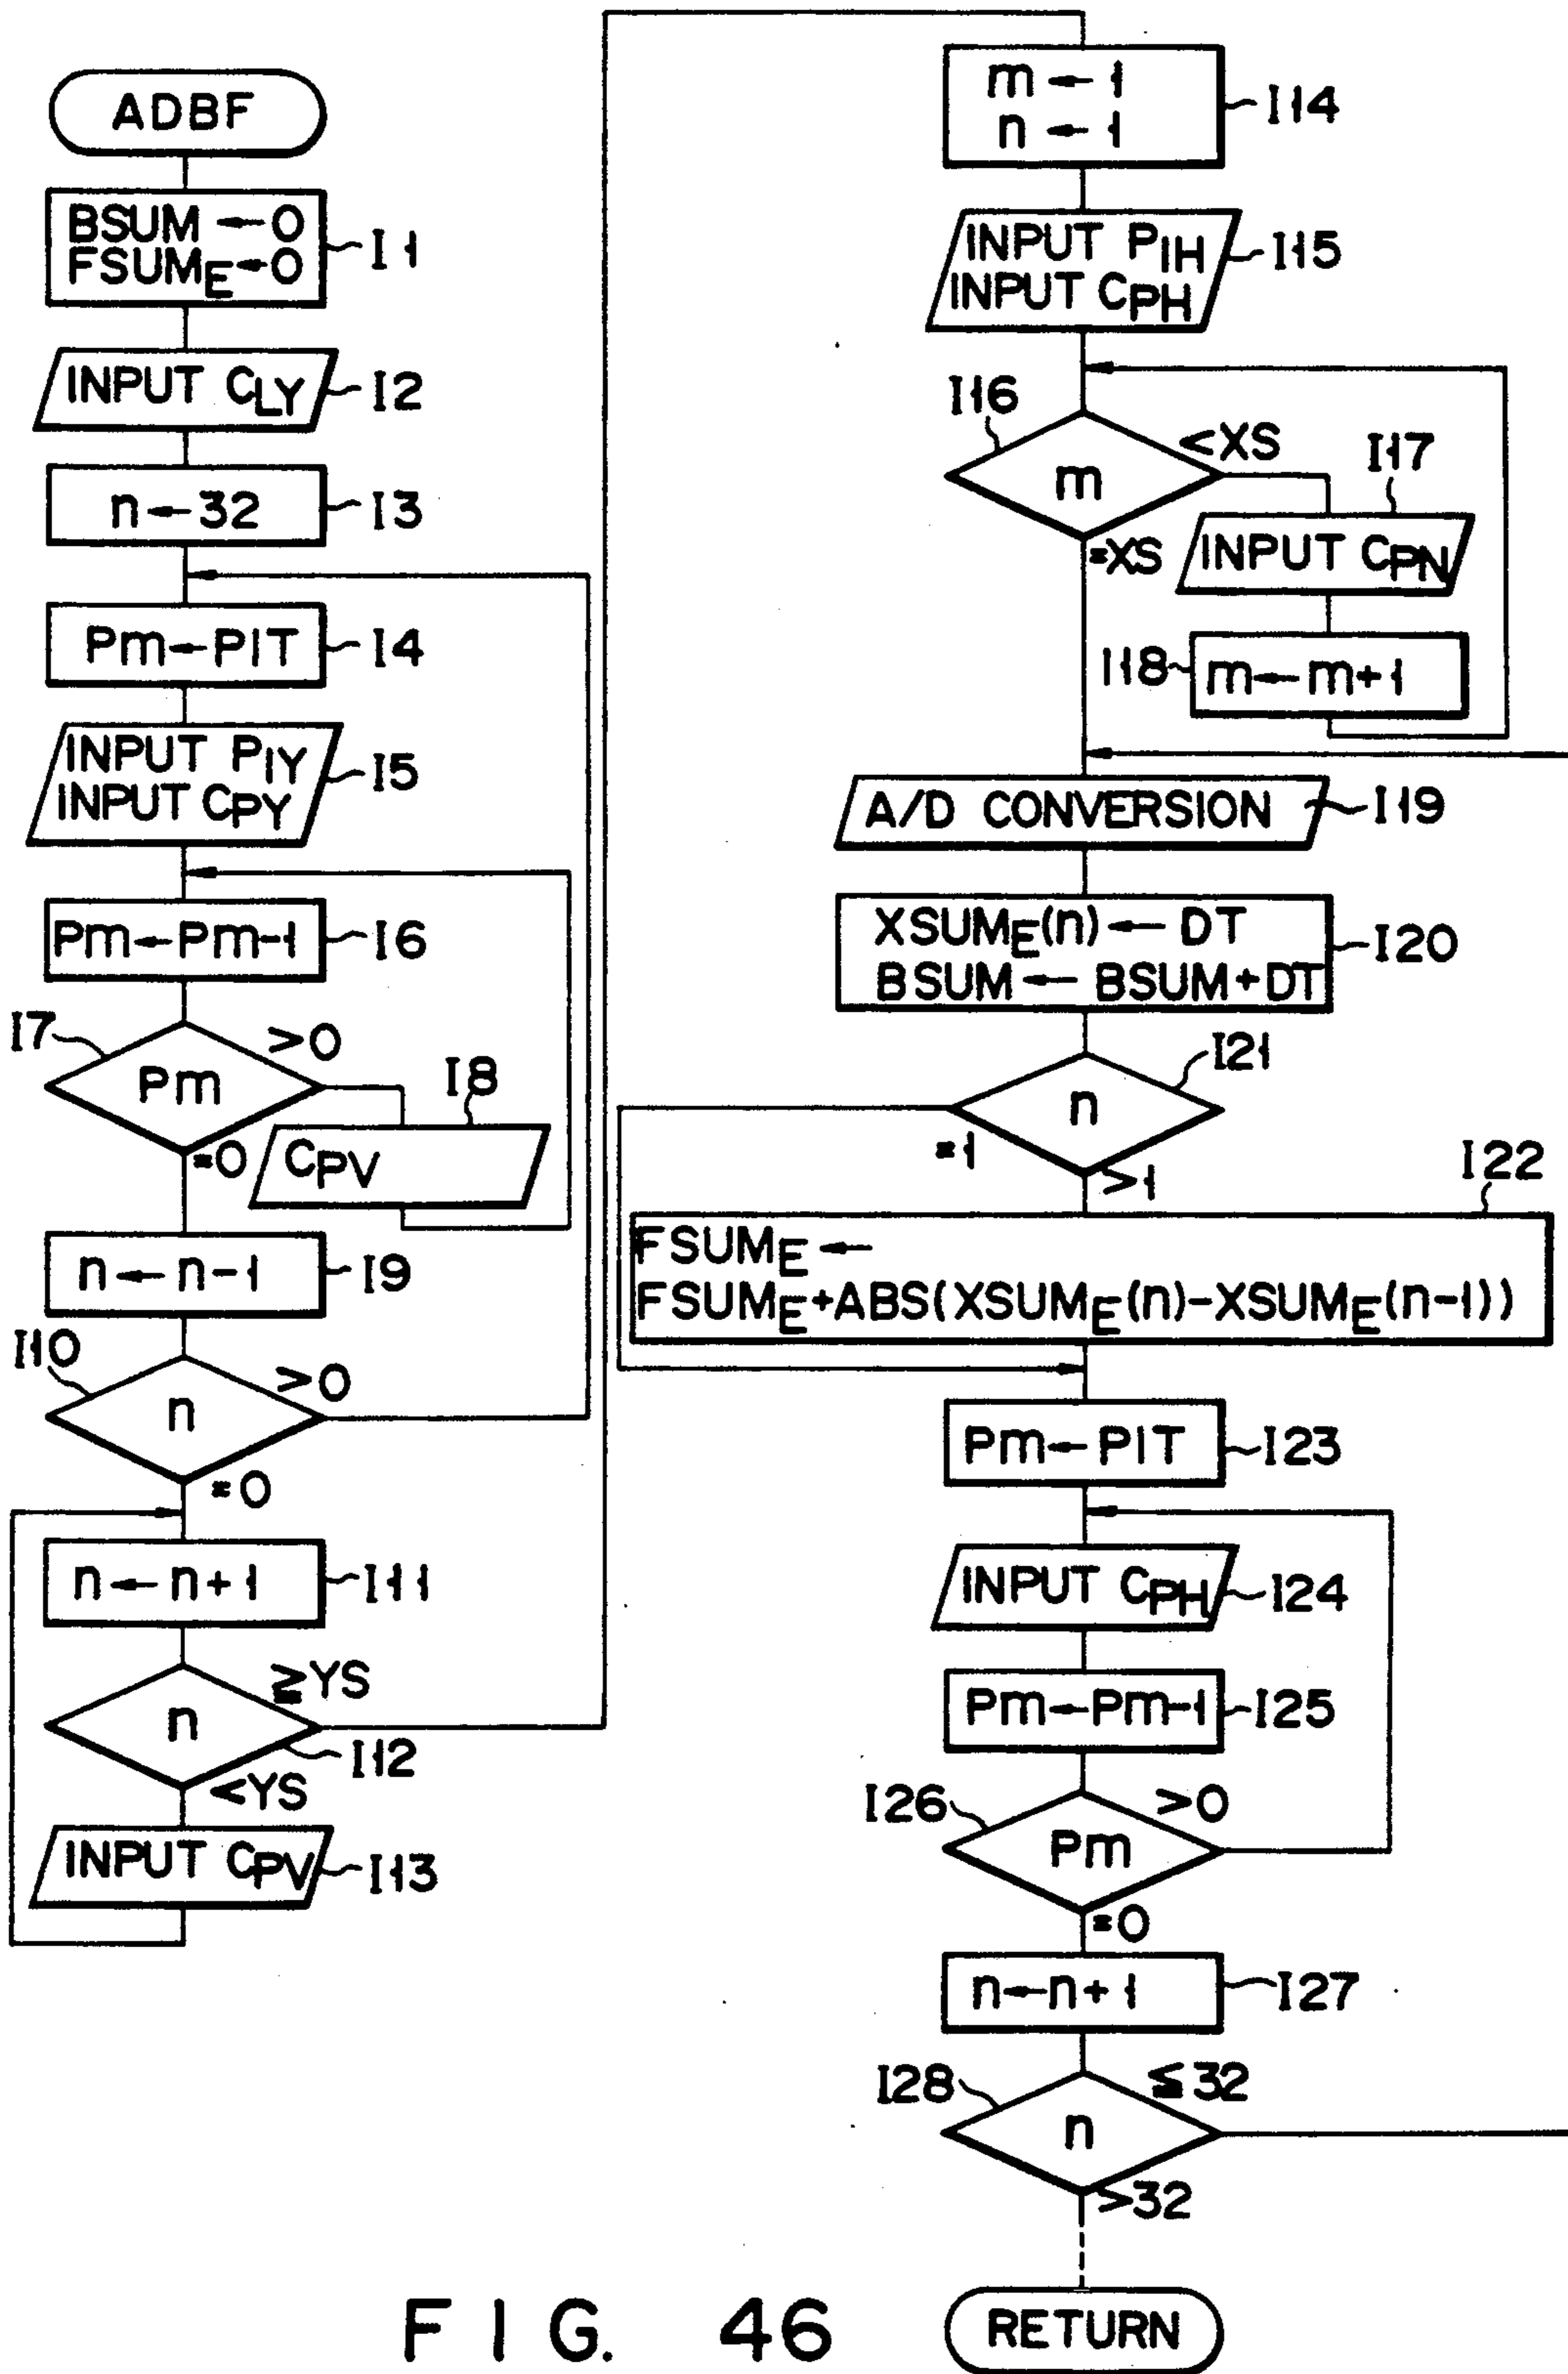 ADBF
BSUM ← 0
FSUME ← 0
I1
INPUT CLY
I2
n ← 32
I3
Pm ← PIT
I4
INPUT PIY
INPUT CPY
I5
Pm ← Pm-1
I6
I7
Pm
>0
=0
I8
CPV
n ← n-1
I9
I10
n
>0
=0
n ← n+1
I11
n
≧YS
I12
<YS
INPUT CPV
I13
m ← 1
n ← 1
I14
INPUT PIH
INPUT CPH
I15
I16
m
<XS
=XS
I17
INPUT CPN
I18
m ← m+1
A/D CONVERSION
I19
XSUME(n) ← DT
BSUM ← BSUM+DT
I20
I21
n
=1
>1
I22
FSUME ←
FSUME+ABS(XSUME(n)-XSUME(n-1))
Pm ← PIT
I23
INPUT CPH
I24
Pm ← Pm-1
I25
I26
Pm
>0
=0
n ← n+1
I27
I28
n
≦32
>32
RETURN
FIG. 46